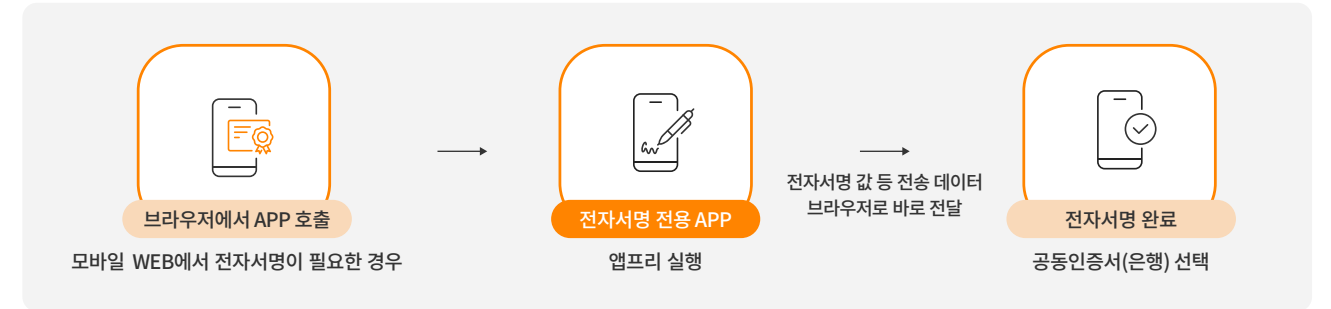 브라우저에서 APP 호출
모바일 WEB에서 전자서명이 필요한 경우
전자서명 전용 APP
앱프리 실행
전자서명 값 등 전송 데이터
브라우저로 바로 전달
전자서명 완료
공동인증서(은행) 선택